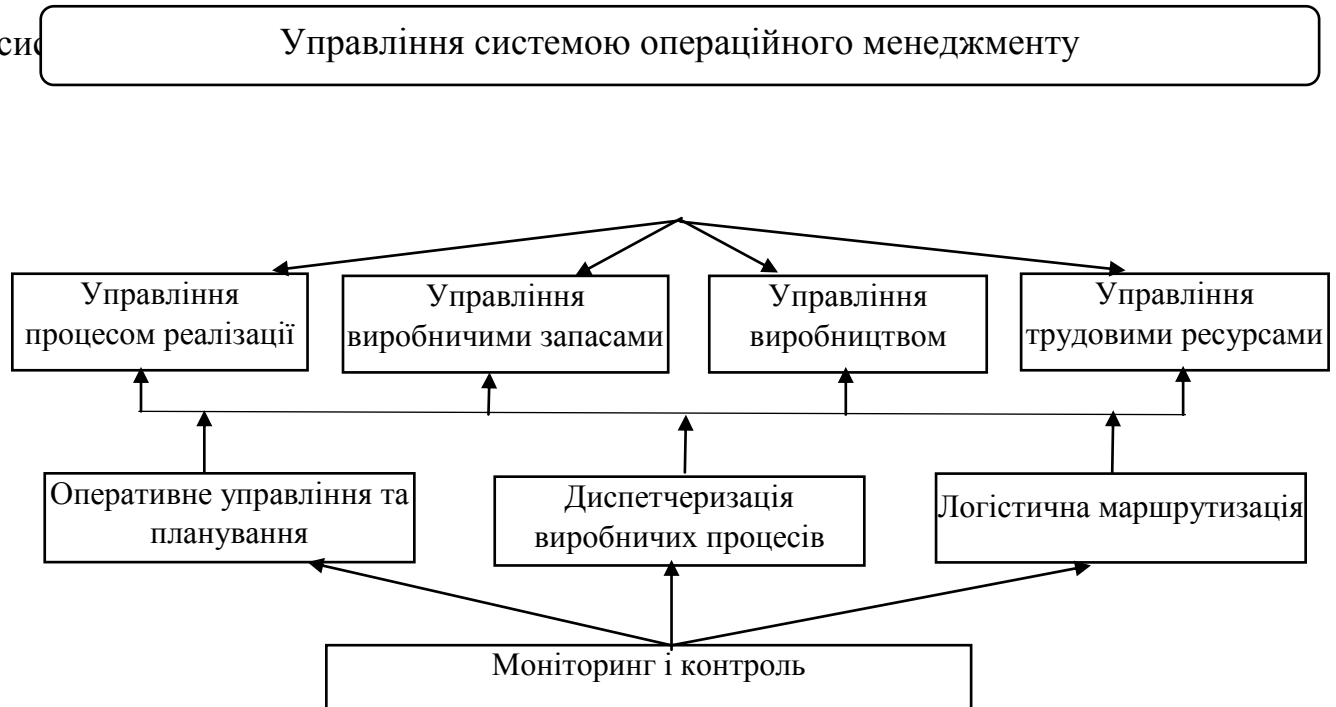 сис
Управління системою операційного менеджменту
Управління
процесом реалізації
Управління
виробничими запасами
Управління
виробництвом
Управління
трудовими ресурсами
Оперативне управління та
планування
Диспетчеризація
виробничих процесів
Логістична маршрутизація
Моніторинг і контроль